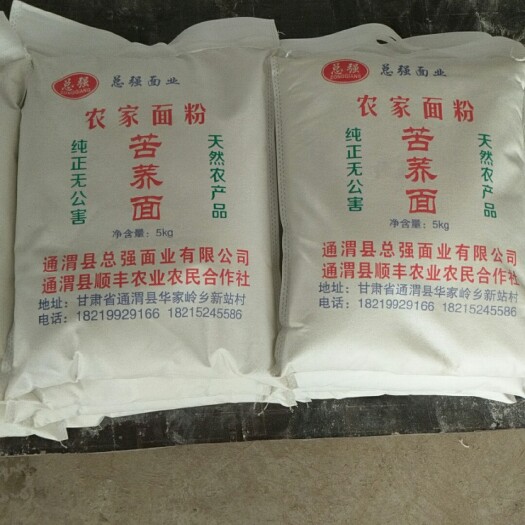 总强
总强面业
农家面粉
纯正无公害
苦荞面
天然农产品
净含量：5kg
通渭县总强面业有限公司
通渭县顺丰农业农民合作社
地址：甘肃省通渭县华家岭乡新站村
电话：18219929166 18215245586
总强
总强面业
农家面粉
纯正无公害
苦荞面
天然农产品
净含量：5kg
通渭县总强面业有限公司
通渭县顺丰农业农民合作社
地址：甘肃省通渭县华家岭乡新站村
电话：18219929166 18215245586